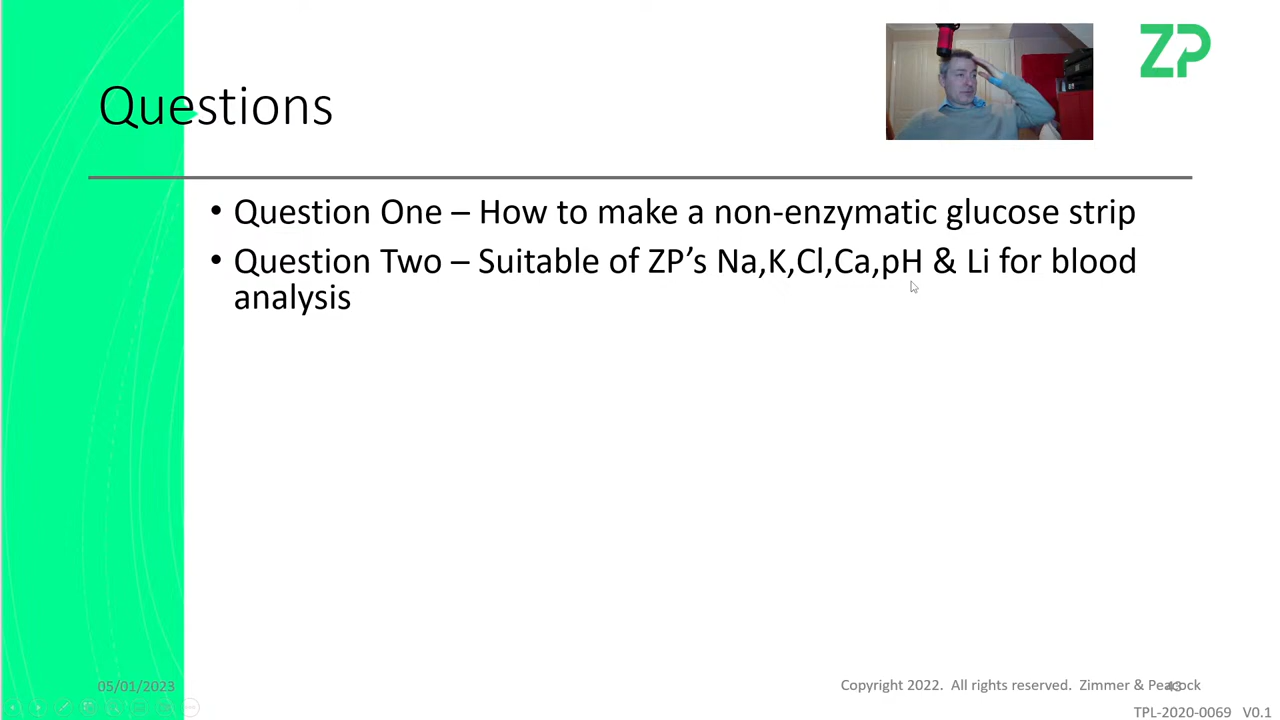 ZP
Questions
• Question One – How to make a non-enzymatic glucose strip
• Question Two – Suitable of ZP’s Na,K,Cl,Ca,pH & Li for blood
analysis
05/01/2023
Copyright 2022. All rights reserved. Zimmer & Peacock
43
TPL-2020-0069 V0.1